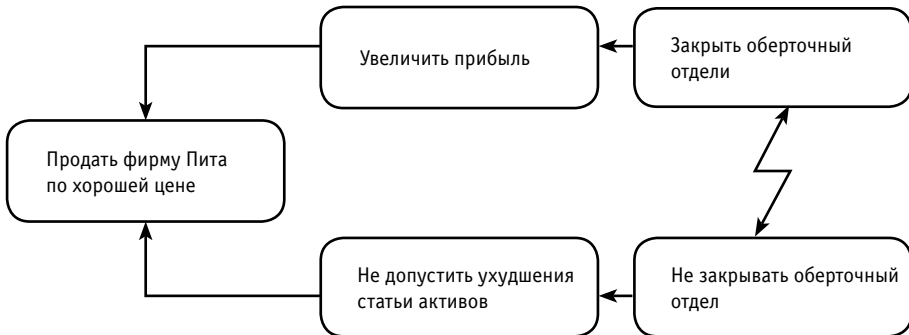 Увеличить прибыль
Закрыть оберточный
отдели
Продать фирму Пита
по хорошей цене
Не допустить ухудшения
статьи активов
Не закрывать оберточный
отдел